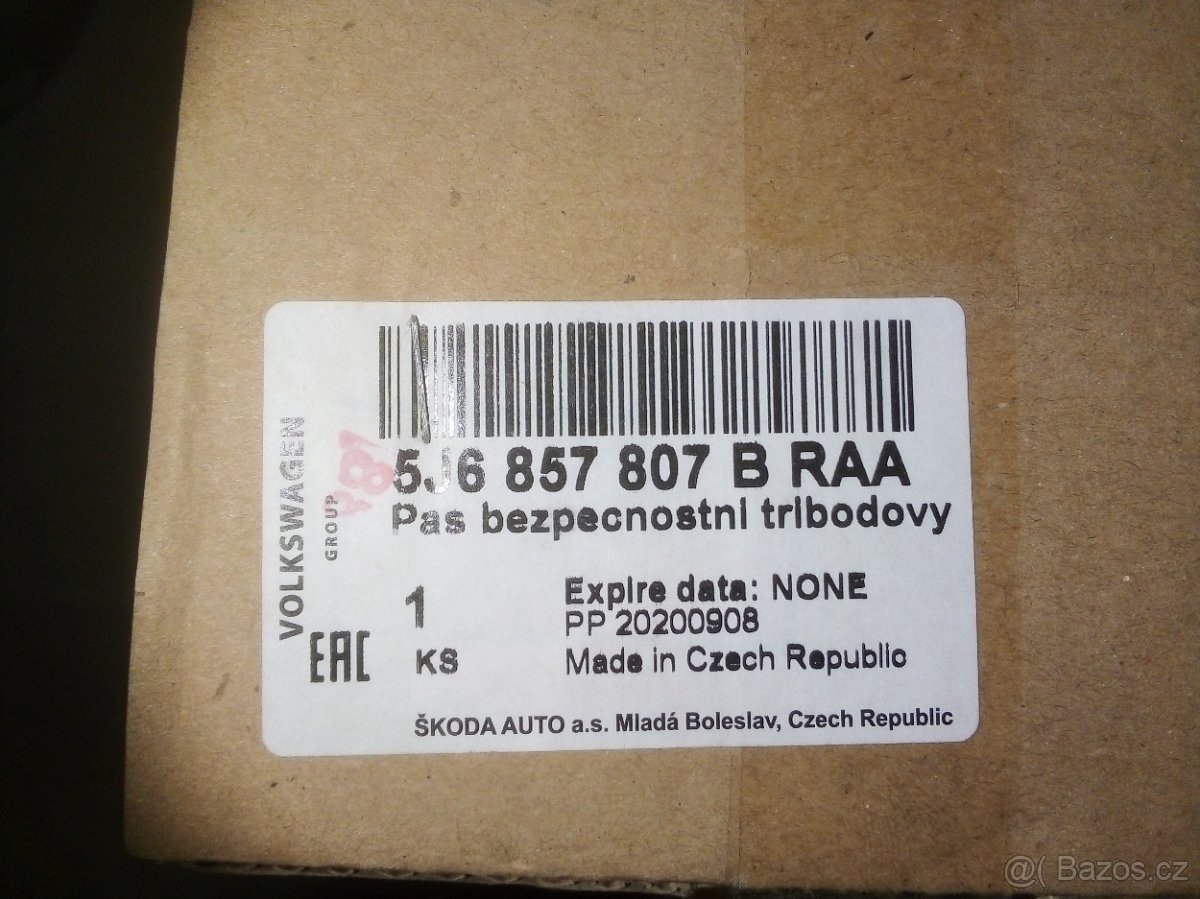 VOLKSWAGEN
GROUP
5J6 857 807 B RAA
Pas bezpecnostni tribodovy
1
KS
Expire data: NONE
PP 20200908
Made in Czech Republic
EAC
ŠKODA AUTO a.s. Mladá Boleslav, Czech Republic
@( Bazos.cz